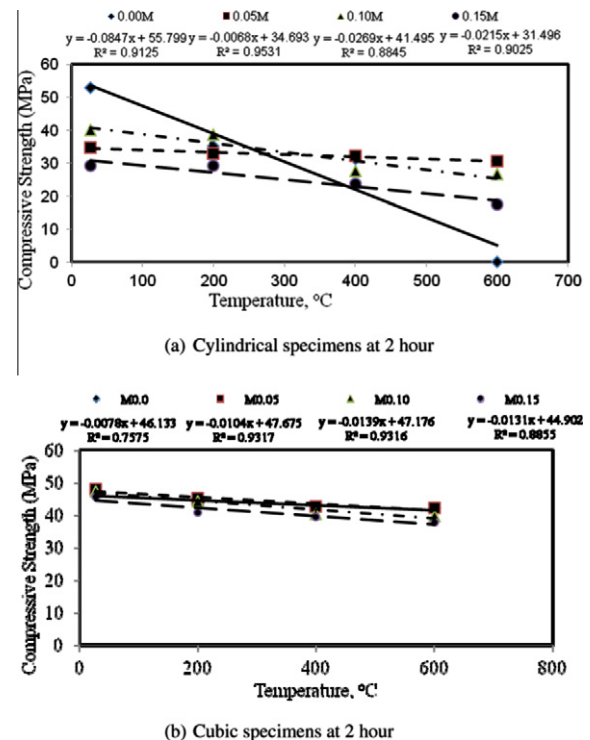 0.00M 0.05M 0.10M 0.15M
y = -0.0847x + 55.799 y = -0.0068x + 34.693 y = -0.0269x + 41.495 y = -0.0215x + 31.496
R² = 0.9125 R² = 0.9531 R² = 0.8845 R² = 0.9025
Compressive Strength (MPa)
60
50
40
30
20
10
0
0 100 200 300 400 500 600 700
Temperature, °C
(a) Cylindrical specimens at 2 hour
M0.0 M0.05 M0.10 M0.15
y = -0.0078x + 46.133 y = -0.0104x + 47.675 y = -0.0139x + 47.176 y = -0.0131x + 44.902
R² = 0.7575 R² = 0.9317 R² = 0.9316 R² = 0.8855
Compressive Strength (MPa)
60
50
40
30
20
10
0
0 200 400 600 800
Temperature, °C
(b) Cubic specimens at 2 hour